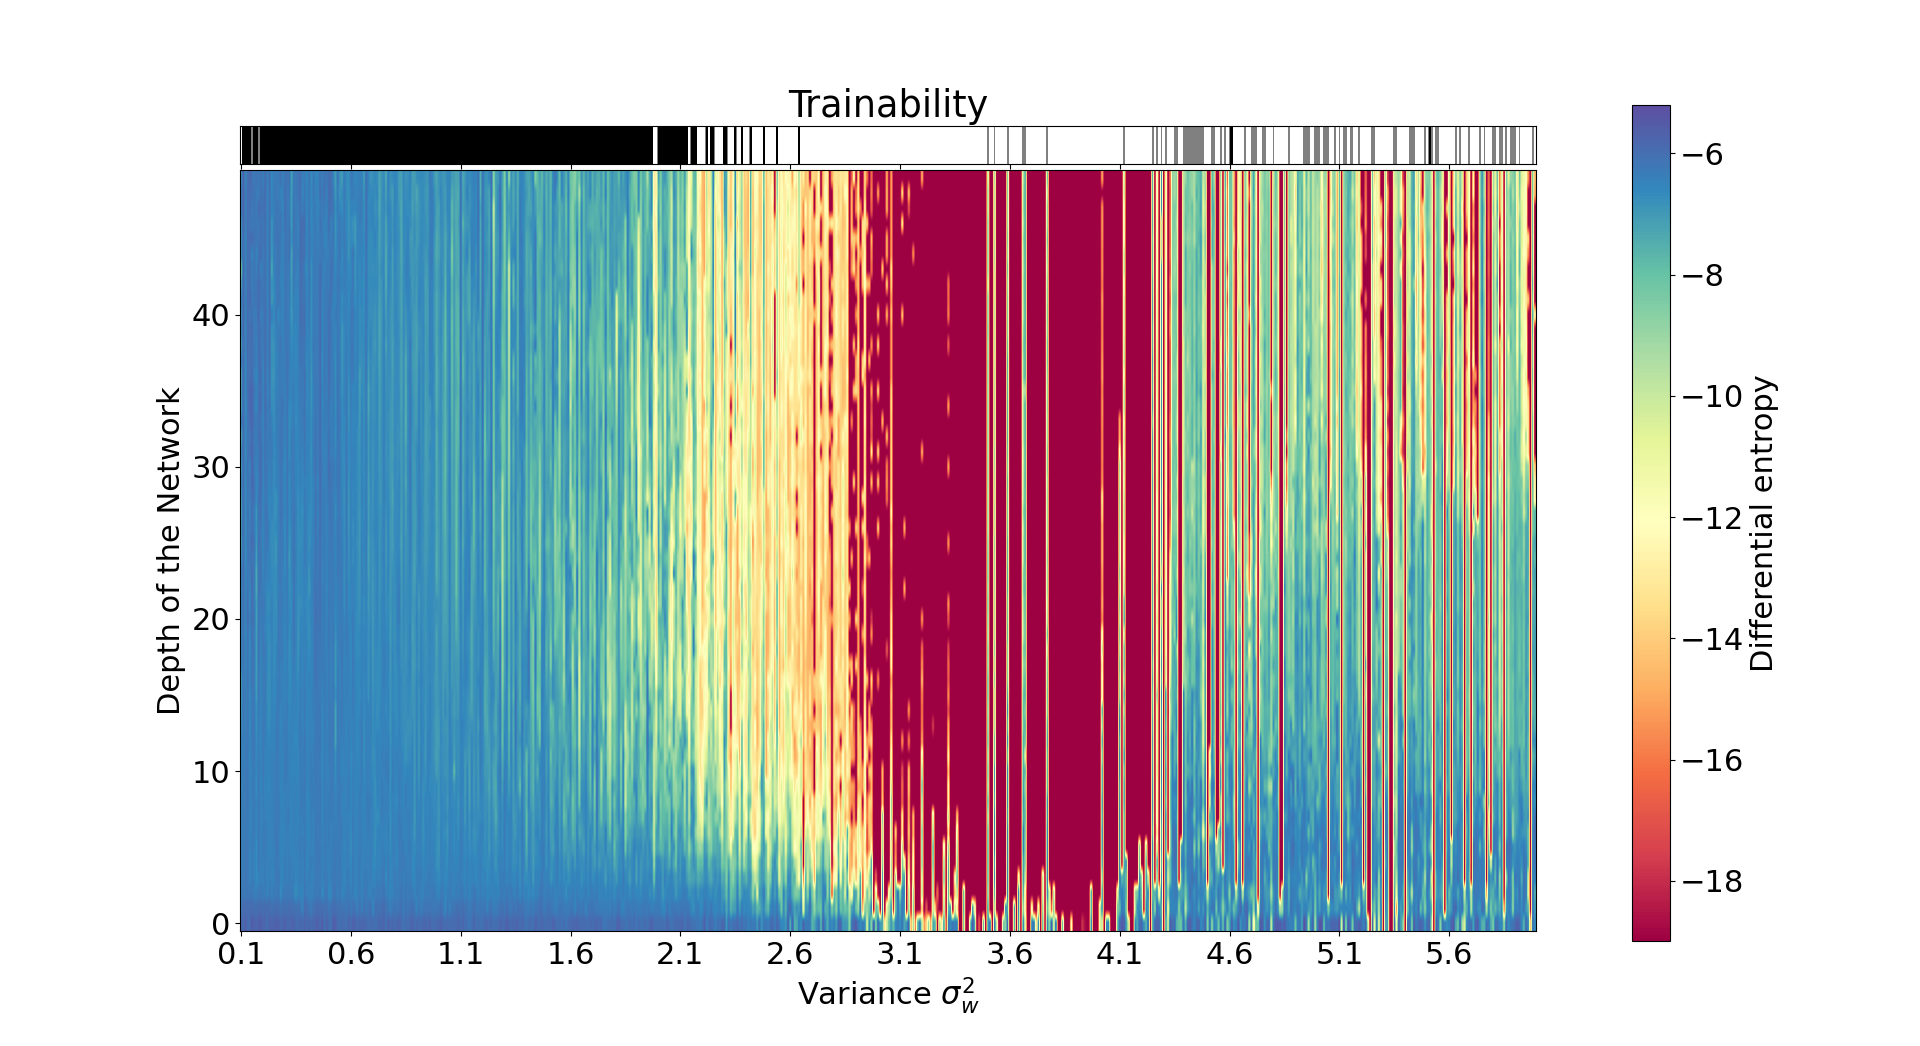 Trainability
Depth of the Network
40
30
20
10
0
0.1 0.6 1.1 1.6 2.1 2.6 3.1 3.6 4.1 4.6 5.1 5.6
Variance σ_w^2
−6
−8
−10
−12
−14
−16
−18
Differential entropy